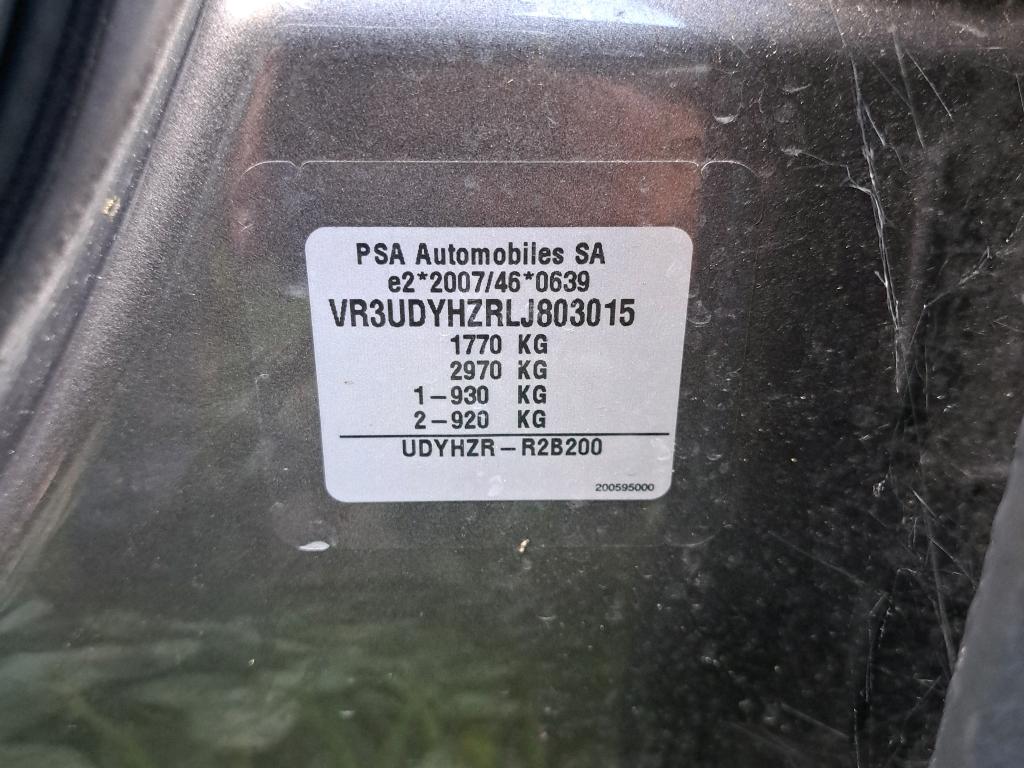 PSA Automobiles SA
e2*2007/46*0639
VR3UDYHZRLJ803015
1770 KG
2970 KG
1-930 KG
2-920 KG
UDYHZR-R2B200
200595000